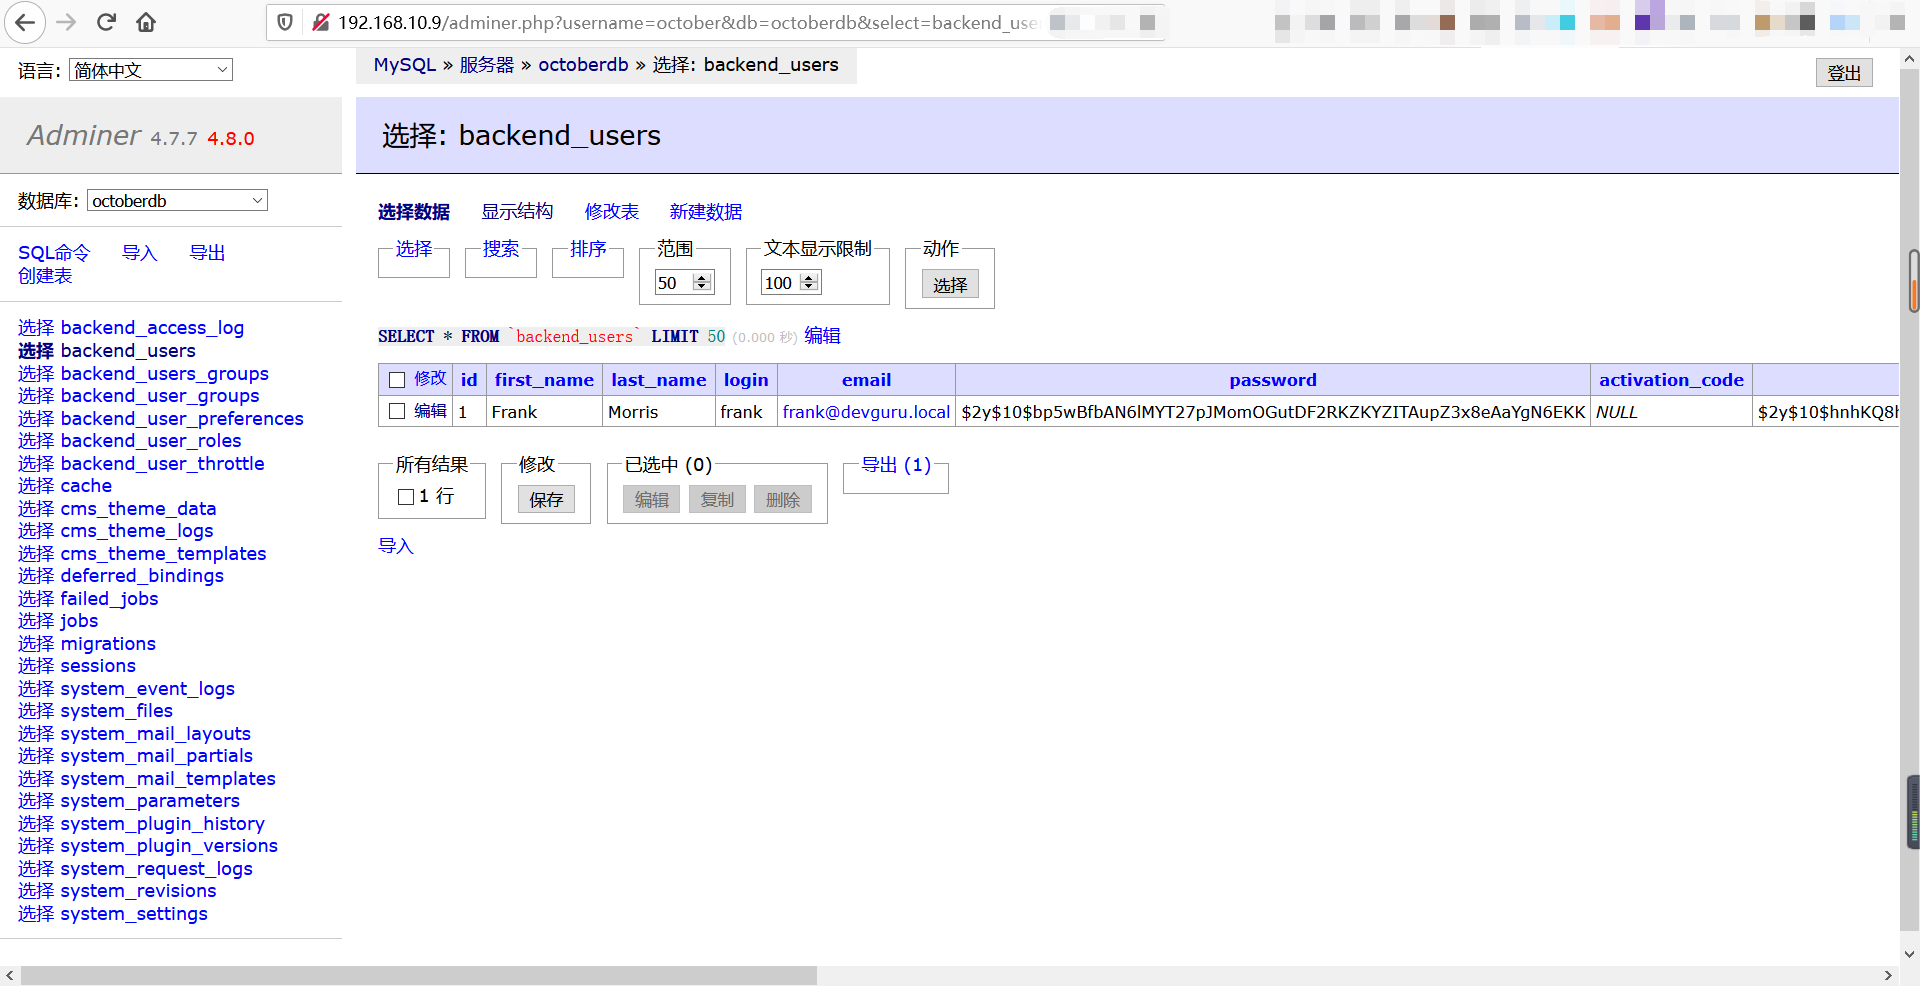 192.168.10.9/adminer.php?username=october&db=octoberdb&select=backend_use
语言: 简体中文
MySQL » 服务器 » octoberdb » 选择: backend_users
登出
Adminer 4.7.7 4.8.0
选择: backend_users
数据库: octoberdb
选择数据 显示结构 修改表 新建数据
SQL命令 导入 导出
创建表
选择 搜索 排序 范围 文本显示限制 动作
50 100 选择
SELECT * FROM `backend_users` LIMIT 50 (0.000 秒) 编辑
修改 id first_name last_name login email password activation_code
编辑 1 Frank Morris frank frank@devguru.local $2y$10$bp5wBfbAN6lMYT27pJMomOGutDF2RKZKYZITAupZ3x8eAaYgN6EKK NULL $2y$10$hnhKQ8
所有结果 修改 已选中 (0) 导出 (1)
1 行 保存 编辑 复制 删除
导入
选择 backend_access_log
选择 backend_users
选择 backend_users_groups
选择 backend_user_groups
选择 backend_user_preferences
选择 backend_user_roles
选择 backend_user_throttle
选择 cache
选择 cms_theme_data
选择 cms_theme_logs
选择 cms_theme_templates
选择 deferred_bindings
选择 failed_jobs
选择 jobs
选择 migrations
选择 sessions
选择 system_event_logs
选择 system_files
选择 system_mail_layouts
选择 system_mail_partials
选择 system_mail_templates
选择 system_parameters
选择 system_plugin_history
选择 system_plugin_versions
选择 system_request_logs
选择 system_revisions
选择 system_settings